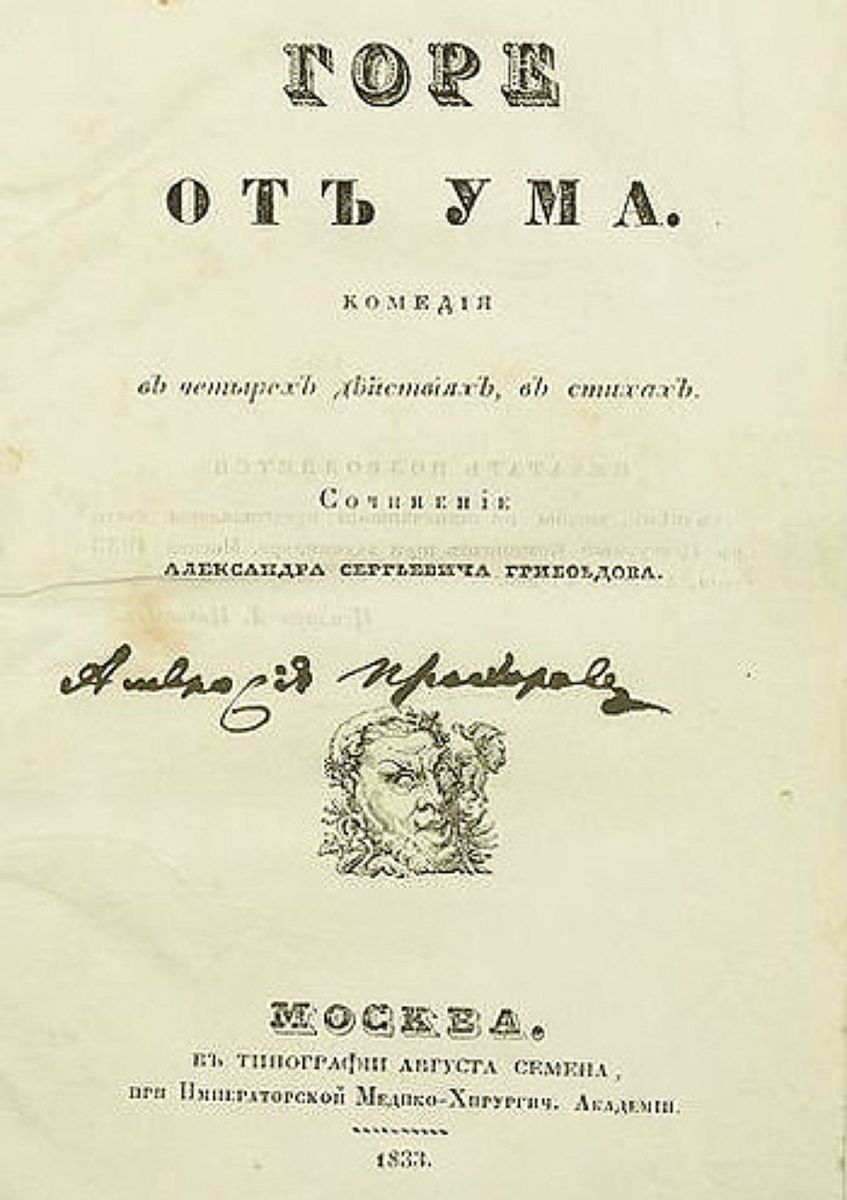 ГОРЕ
ОТЪ УМА.
КОМЕДІЯ
въ четырехъ дѣйствіяхъ, въ стихахъ.
Сочиненіе
АЛЕКСАНДРА СЕРГѢЕВИЧА ГРИБОѢДОВА.
Амвросія
МОСКВА.
ВЪ ТИПОГРАФІИ АВГУСТА СЕМЕНА,
ПРИ ИМПЕРАТОРСКОЙ МЕДИКО-ХИРУРГИЧ. АКАДЕМІИ.
1833.